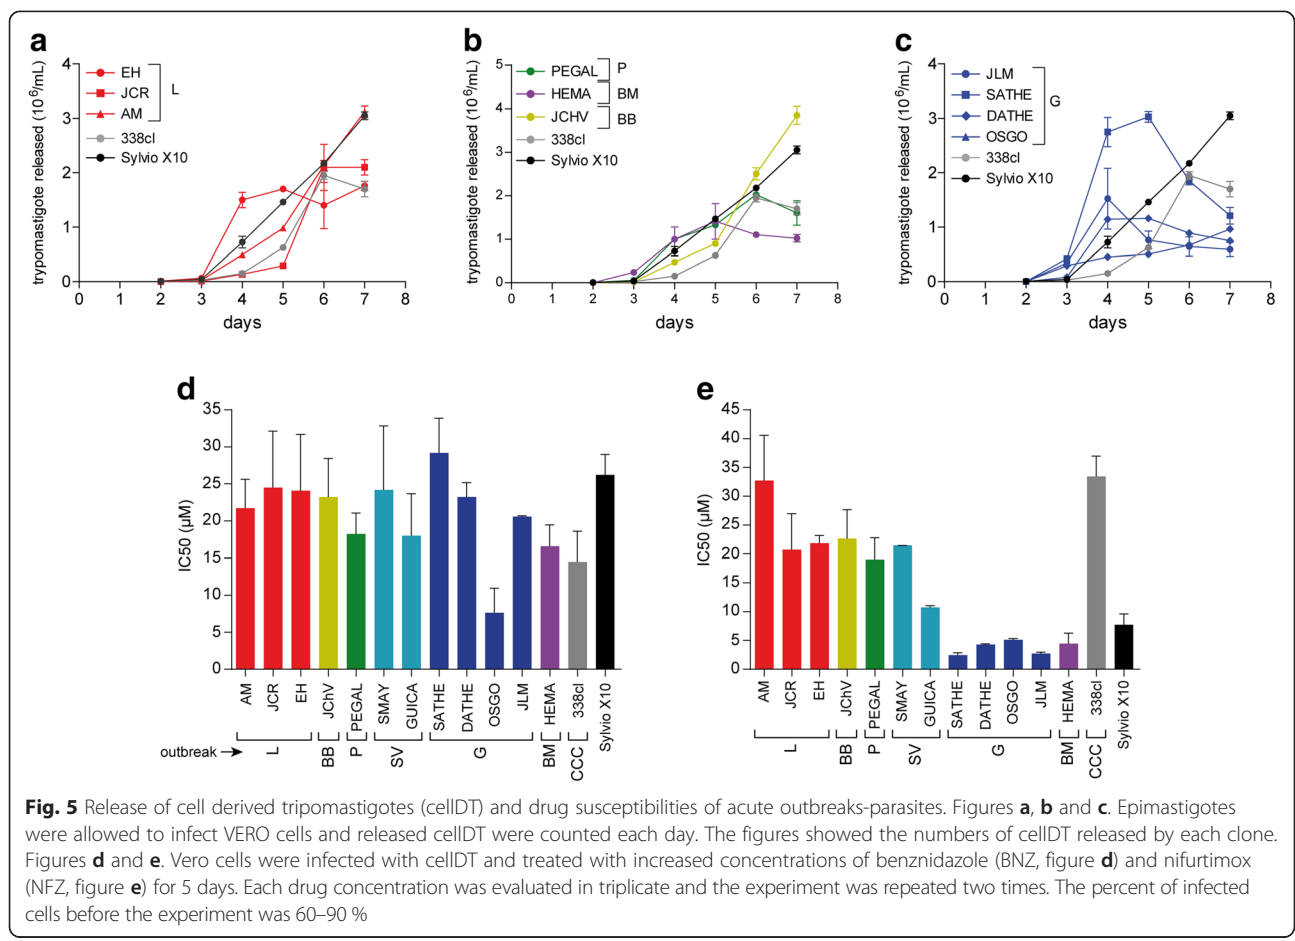 a
trypomastigote released (10⁶/mL)
4
3
2
1
0
0 1 2 3 4 5 6 7 8
days
EH
JCR
AM
L
338cl
Sylvio X10
b
trypomastigote released (10⁶/mL)
5
4
3
2
1
0
0 1 2 3 4 5 6 7 8
days
PEGAL P
HEMA BM
JCHV BB
338cl
Sylvio X10
c
trypomastigote released (10⁶/mL)
4
3
2
1
0
0 1 2 3 4 5 6 7 8
days
JLM
SATHE
DATHE
OSGO
G
338cl
Sylvio X10
d
IC50 (µM)
35
30
25
20
15
10
5
0
AM JCR EH JChV PEGAL SMAY GUICA SATHE DATHE OSGO JLM HEMA 338cl Sylvio X10
outbreak L BB P SV G BM CCC
e
IC50 (µM)
45
40
35
30
25
20
15
10
5
0
AM JCR EH JChV PEGAL SMAY GUICA SATHE DATHE OSGO JLM HEMA 338cl Sylvio X10
L BB P SV G BM CCC
Fig. 5 Release of cell derived tripomastigotes (cellDT) and drug susceptibilities of acute outbreaks-parasites. Figures a, b and c. Epimastigotes
were allowed to infect VERO cells and released cellDT were counted each day. The figures showed the numbers of cellDT released by each clone.
Figures d and e. Vero cells were infected with cellDT and treated with increased concentrations of benznidazole (BNZ, figure d) and nifurtimox
(NFZ, figure e) for 5 days. Each drug concentration was evaluated in triplicate and the experiment was repeated two times. The percent of infected
cells before the experiment was 60–90 %